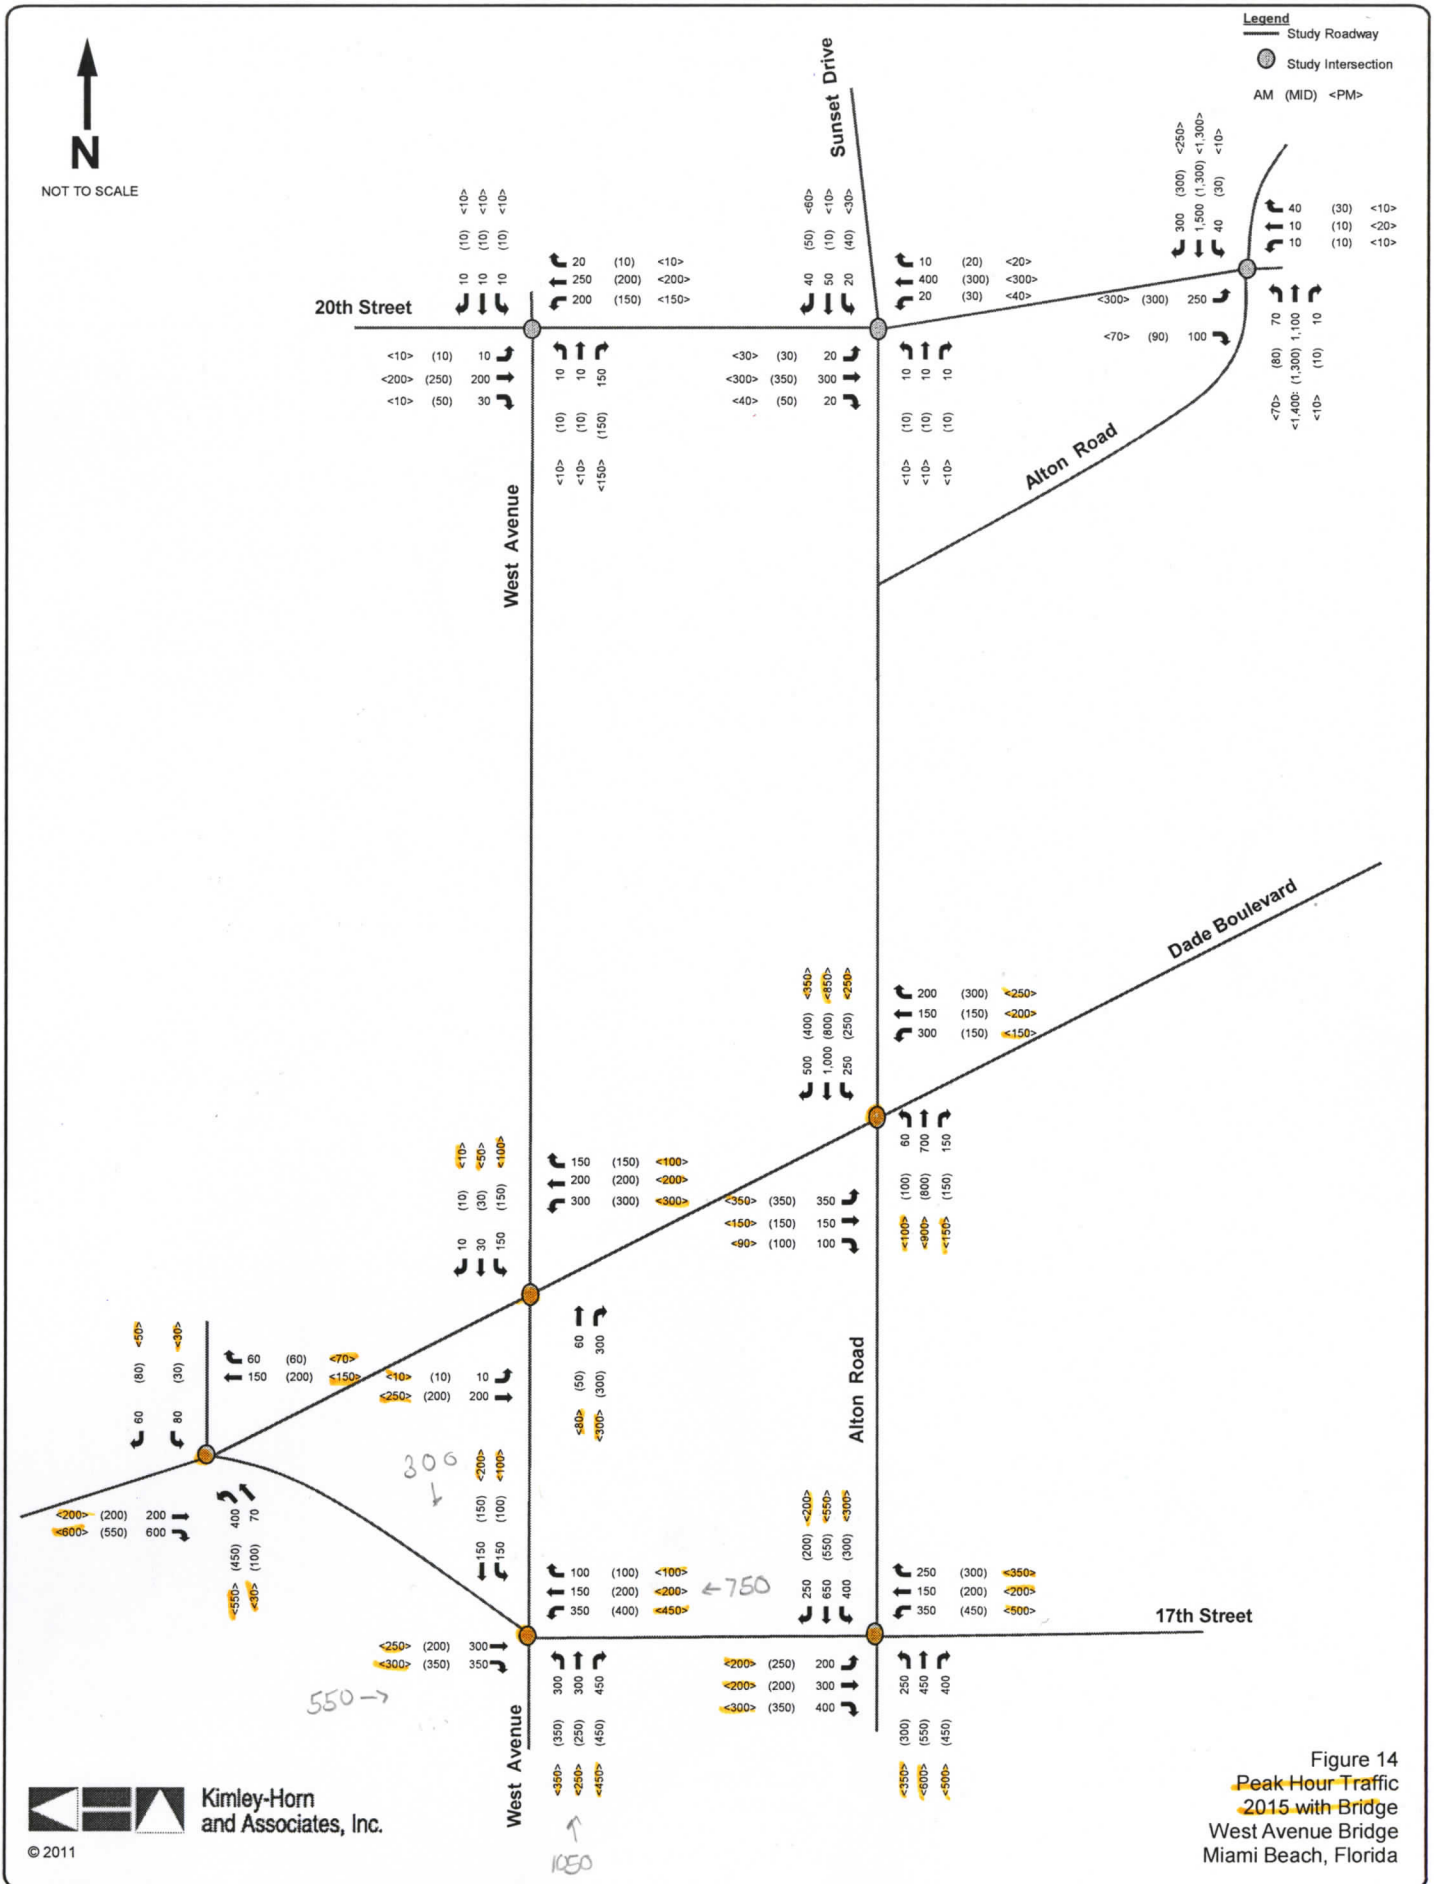 Legend
Study Roadway
Study Intersection
AM (MID) <PM>
N
NOT TO SCALE
Sunset Drive
300 (300) <250>
1,500 (1,300) <1,300>
40 (30) <10>
40 (30) <10>
10 (10) <20>
10 (10) <10>
<300> (300) 250
<70> (90) 100
70 (80) <70>
1,100 (1,300) <1,400:
10 (10) <10>
20th Street
10 (10) <10>
10 (10) <10>
10 (10) <10>
20 (10) <10>
250 (200) <200>
200 (150) <150>
<10> (10) 10
<200> (250) 200
<10> (50) 30
10 (10) <10>
10 (10) <10>
150 (150) <150>
40 (50) <60>
50 (10) <10>
20 (40) <30>
10 (20) <20>
400 (300) <300>
20 (30) <40>
<30> (30) 20
<300> (350) 300
<40> (50) 20
10 (10) <10>
10 (10) <10>
10 (10) <10>
Alton Road
West Avenue
Dade Boulevard
500 (400) <350>
1,000 (800) <850>
250 (250) <250>
200 (300) <250>
150 (150) <200>
300 (150) <150>
<350> (350) 350
<150> (150) 150
<90> (100) 100
60 (100) <100>
700 (800) <900>
150 (150) <150>
10 (10) <10>
30 (30) <50>
150 (150) <100>
150 (150) <100>
200 (200) <200>
300 (300) <300>
<10> (10) 10
<250> (200) 200
60 (50) <80>
300 (300) <300>
Alton Road
60 (80) <50>
80 (30) <30>
60 (60) <70>
150 (200) <150>
<200> (200) 200
<600> (550) 600
400 (450) <550>
70 (100) <30>
300
150 (150) <200>
150 (100) <100>
100 (100) <100>
150 (200) <200>
350 (400) <450>
750
<250> (200) 300
<300> (350) 350
550
300 (350) <350>
300 (250) <250>
450 (450) <450>
1050
West Avenue
250 (200) <200>
650 (550) <550>
400 (300) <300>
250 (300) <350>
150 (200) <200>
350 (450) <500>
17th Street
<200> (250) 200
<200> (200) 300
<300> (350) 400
250 (300) <350>
450 (550) <600>
400 (450) <500>
Kimley-Horn
and Associates, Inc.
© 2011
Figure 14
Peak Hour Traffic
2015 with Bridge
West Avenue Bridge
Miami Beach, Florida